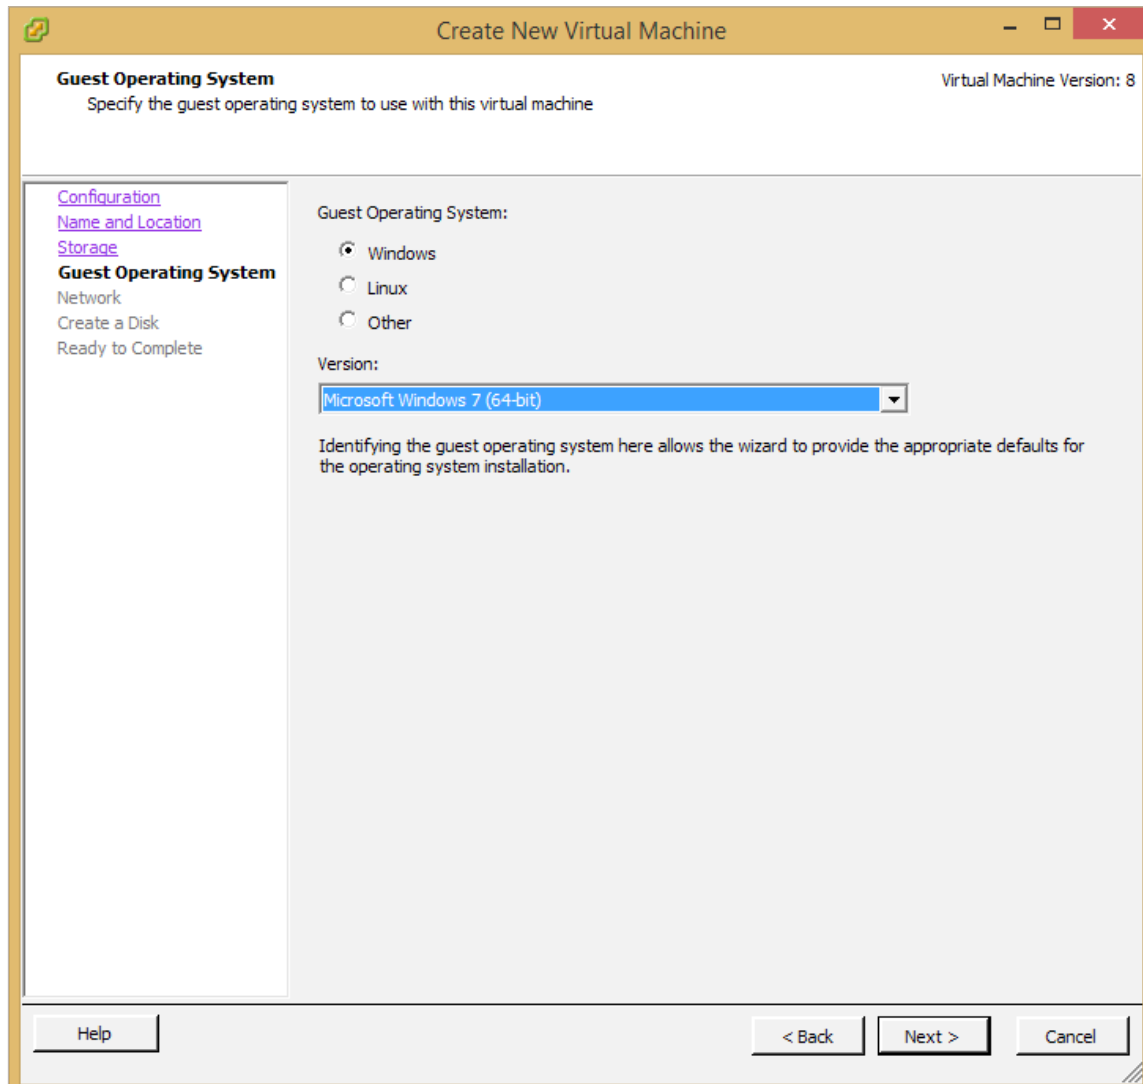 Create New Virtual Machine
Guest Operating System
Virtual Machine Version: 8
Specify the guest operating system to use with this virtual machine
Configuration
Name and Location
Storage
Guest Operating System
Network
Create a Disk
Ready to Complete
Guest Operating System:
Windows
Linux
Other
Version:
Microsoft Windows 7 (64-bit)
Identifying the guest operating system here allows the wizard to provide the appropriate defaults for
the operating system installation.
Help
< Back
Next >
Cancel